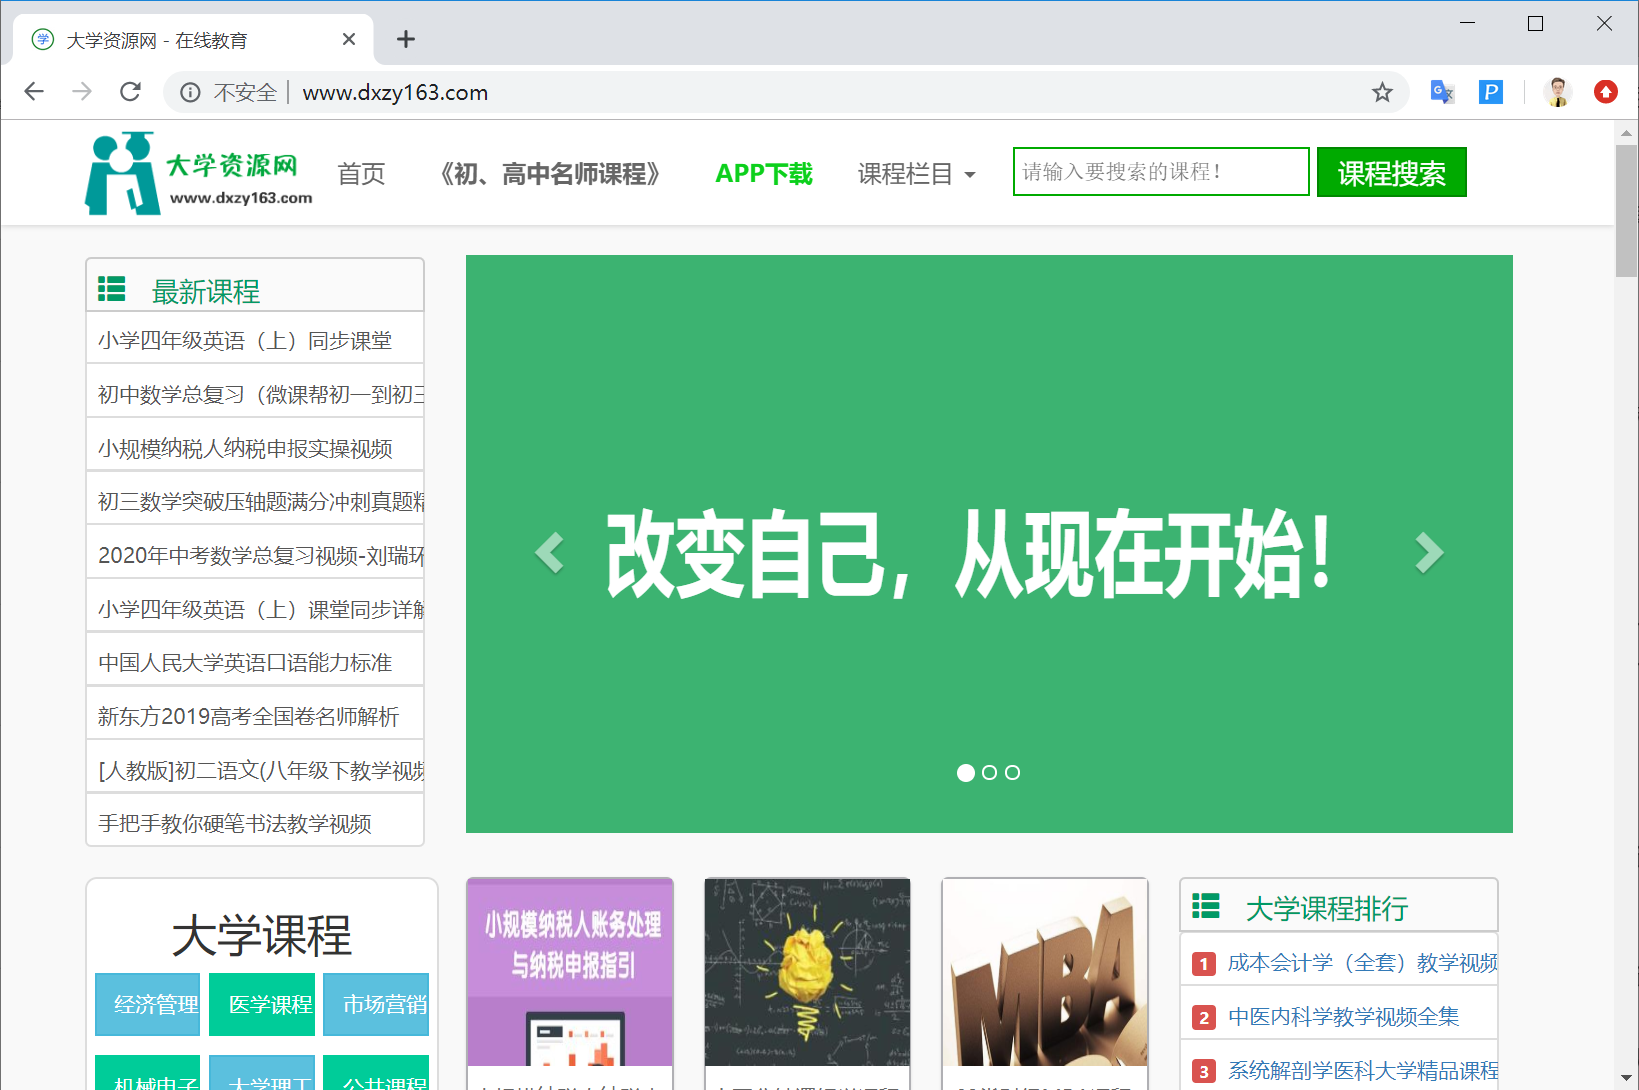 大学资源网 - 在线教育
不安全 www.dxzy163.com
大学资源网
www.dxzy163.com
首页
《初、高中名师课程》
APP下载
课程栏目
请输入要搜索的课程!
课程搜索
最新课程
小学四年级英语（上）同步课堂
初中数学总复习（微课帮初一到初三
小规模纳税人纳税申报实操视频
初三数学突破压轴题满分冲刺真题精
2020年中考数学总复习视频-刘瑞环
小学四年级英语（上）课堂同步详解
中国人民大学英语口语能力标准
新东方2019高考全国卷名师解析
[人教版]初二语文(八年级下教学视频
手把手教你硬笔书法教学视频
改变自己，从现在开始！
大学课程
经济管理
医学课程
市场营销
机械电子
大学理工
公共课程
小规模纳税人账务处理
与纳税申报指引
MBA
大学课程排行
1 成本会计学（全套）教学视频
2 中医内科学教学视频全集
3 系统解剖学医科大学精品课程